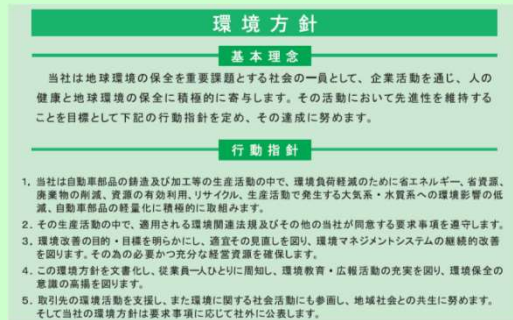 環境方針
基本理念
当社は地球環境の保全を重要課題とする社会の一員として、企業活動を通じ、人の
健康と地球環境の保全に積極的に寄与します。その活動において先進性を維持する
ことを目標として下記の行動指針を定め、その達成に努めます。
行動指針
1. 当社は自動車部品の鋳造及び加工等の生産活動の中で、環境負荷軽減のために省エネルギー、省資源、
廃棄物の削減、資源の有効利用、リサイクル、生産活動で発生する大気系・水質系への環境影響の低
減、自動車部品の軽量化に積極的に取組みます。
2. その生産活動の中で、適用される環境関連法規及びその他の当社が同意する要求事項を遵守します。
3. 環境改善の目的・目標を明らかにし、適宜その見直しを図り、環境マネジメントシステムの継続的改善
を図ります。その為の必要かつ充分な経営資源を確保します。
4. この環境方針を文書化し、従業員一人ひとりに周知し、環境教育・広報活動の充実を図り、環境保全の
意識の高揚を図ります。
5. 取引先の環境活動を支援し、また環境に関する社会活動にも参画し、地域社会との共生に努めます。
そして当社の環境方針は要求事項に応じて社外に公表します。